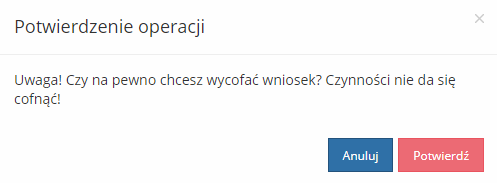 Potwierdzenie operacji
×
Uwaga! Czy na pewno chcesz wycofać wniosek? Czynności nie da się
cofnąć!
Anuluj Potwierdź